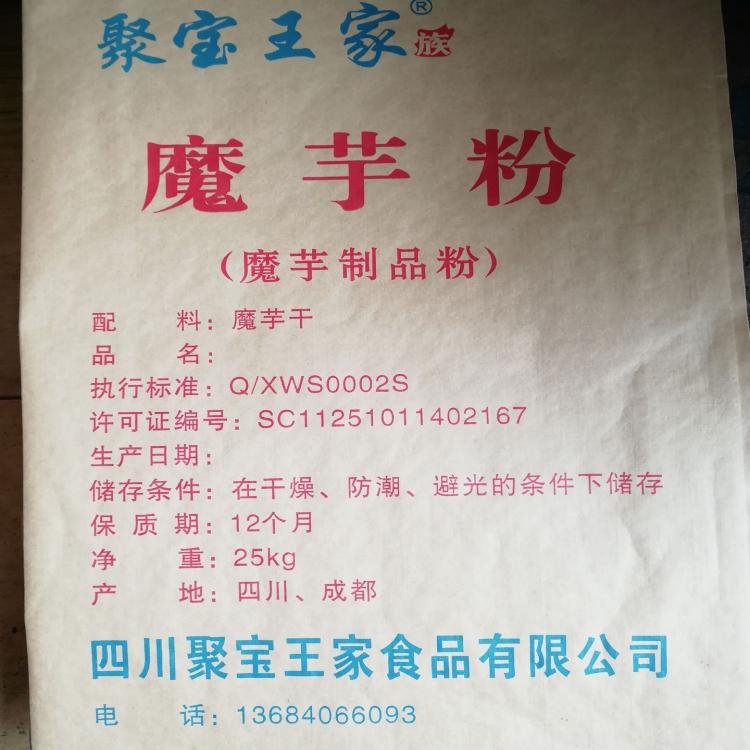 聚宝王家族®
魔芋粉
（魔芋制品粉）
配料：魔芋干
品名：
执行标准：Q/XWS0002S
许可证编号：SC11251011402167
生产日期：
储存条件：在干燥、防潮、避光的条件下储存
保质期：12个月
净重：25kg
产地：四川、成都
四川聚宝王家食品有限公司
电话：13684066093